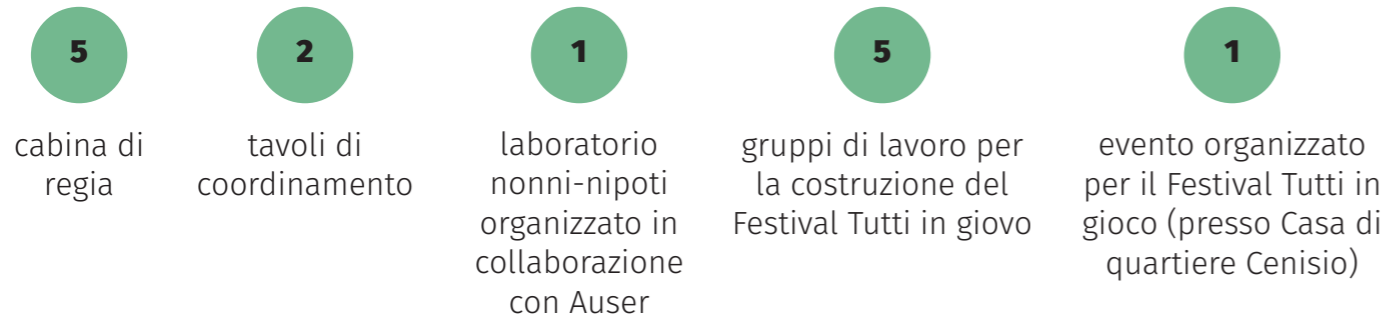 5
cabina di
regia
2
tavoli di
coordinamento
1
laboratorio
nonni-nipoti
organizzato in
collaborazione
con Auser
5
gruppi di lavoro per
la costruzione del
Festival Tutti in giovo
1
evento organizzato
per il Festival Tutti in
gioco (presso Casa di
quartiere Cenisio)